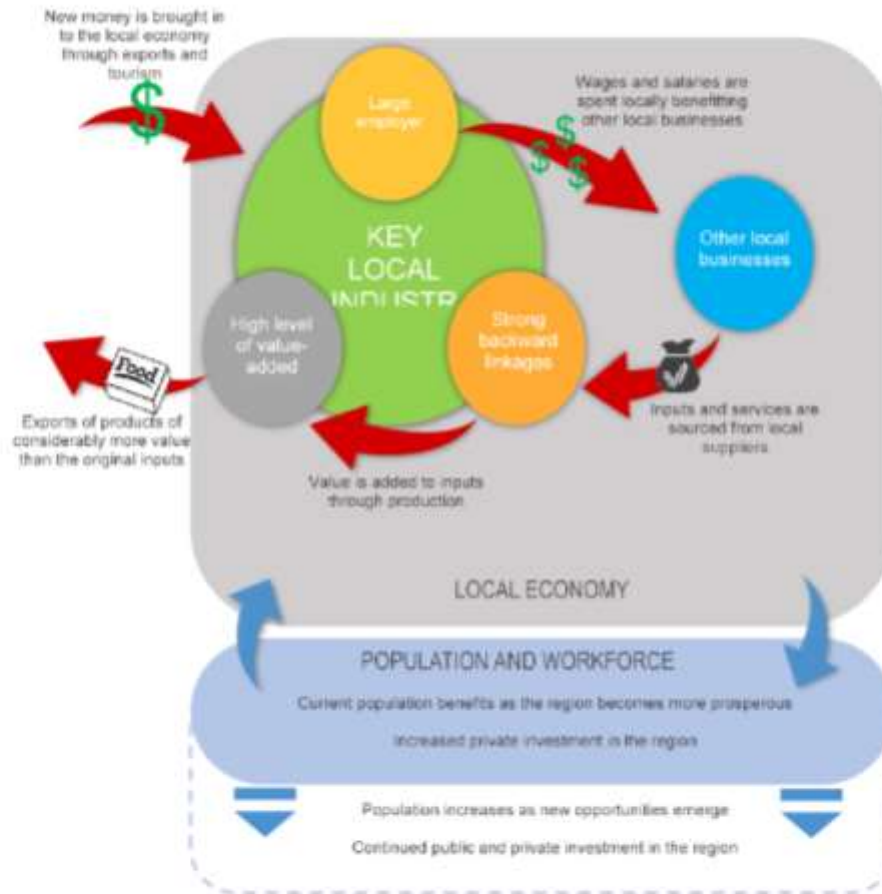 New money is brought in
to the local economy
through exports and
tourism
$
Large
employer
Wages and salaries are
spent locally benefitting
other local businesses
$
$
$
KEY
LOCAL
INDUSTR
Other local
businesses
High level
of value-
added
Strong
backward
linkages
Food
Exports of products of
considerably more value
than the original inputs
Inputs and services are
sourced from local
suppliers
Value is added to inputs
through production
LOCAL ECONOMY
POPULATION AND WORKFORCE
Current population benefits as the region becomes more prosperous
Increased private investment in the region
Population increases as new opportunities emerge
Continued public and private investment in the region